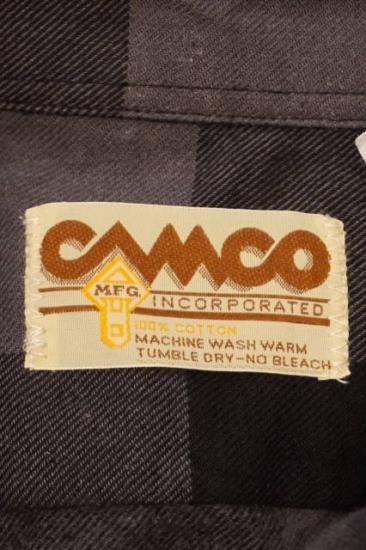 CAMCO
MFG.
INCORPORATED
100% COTTON
MACHINE WASH WARM
TUMBLE DRY-NO BLEACH